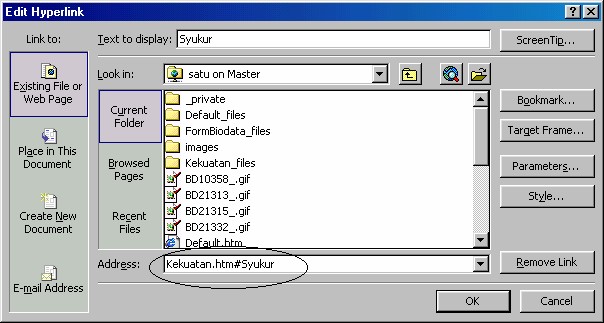 Edit Hyperlink
Link to:
Text to display: Syukur
ScreenTip...
Existing File or
Web Page
Look in: satu on Master
Place in This
Document
Create New
Document
E-mail Address
Current
Folder
Browsed
Pages
Recent
Files
_private
Default_files
FormBiodata_files
images
Kekuatan_files
BD10358_.gif
BD21313_.gif
BD21315_.gif
BD21332_.gif
Default.htm
Bookmark...
Target Frame...
Parameters...
Style...
Address: Kekuatan.htm#Syukur
Remove Link
OK
Cancel